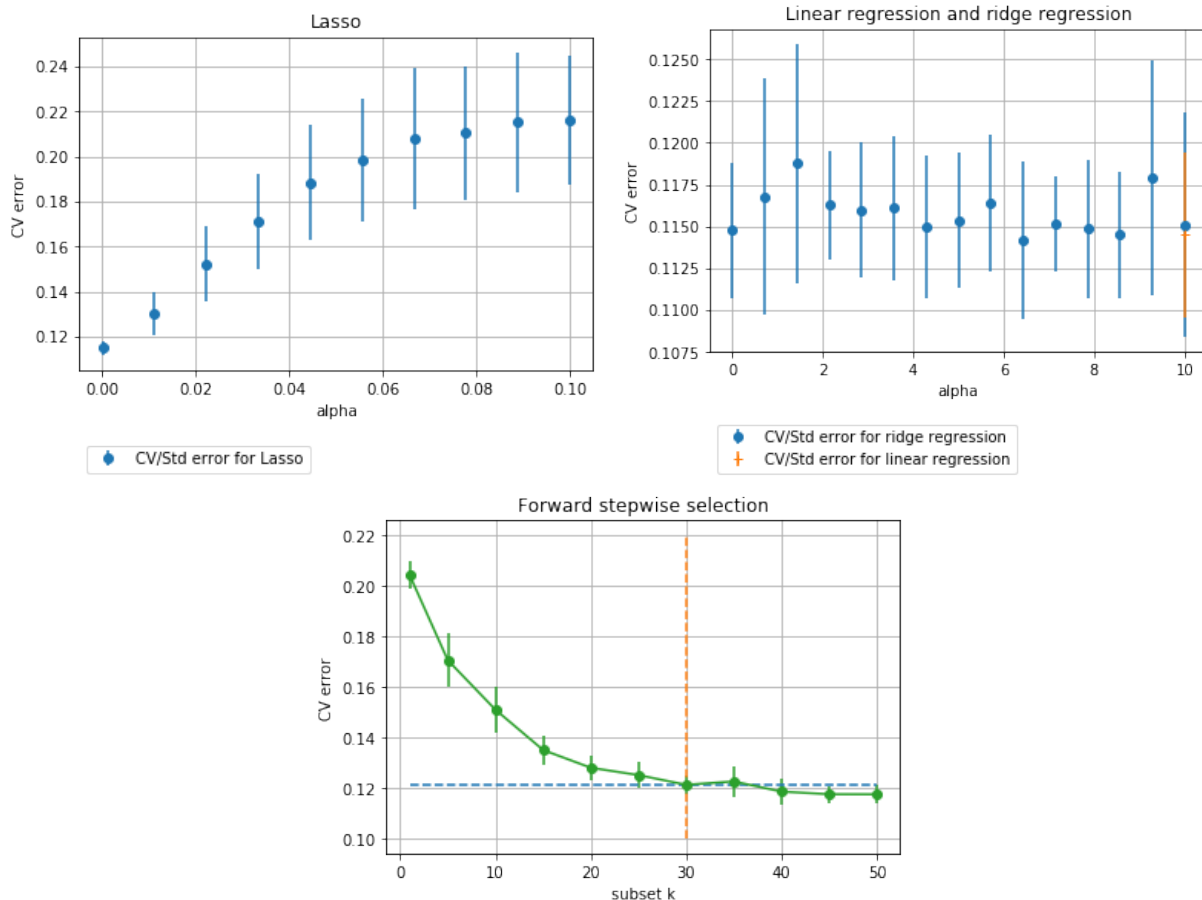 Lasso
0.24
0.22
0.20
0.18
0.16
0.14
0.12
CV error
0.00 0.02 0.04 0.06 0.08 0.10
alpha
CV/Std error for Lasso
Linear regression and ridge regression
0.1250
0.1225
0.1200
0.1175
0.1150
0.1125
0.1100
0.1075
CV error
0 2 4 6 8 10
alpha
CV/Std error for ridge regression
CV/Std error for linear regression
Forward stepwise selection
0.22
0.20
0.18
0.16
0.14
0.12
0.10
CV error
0 10 20 30 40 50
subset k